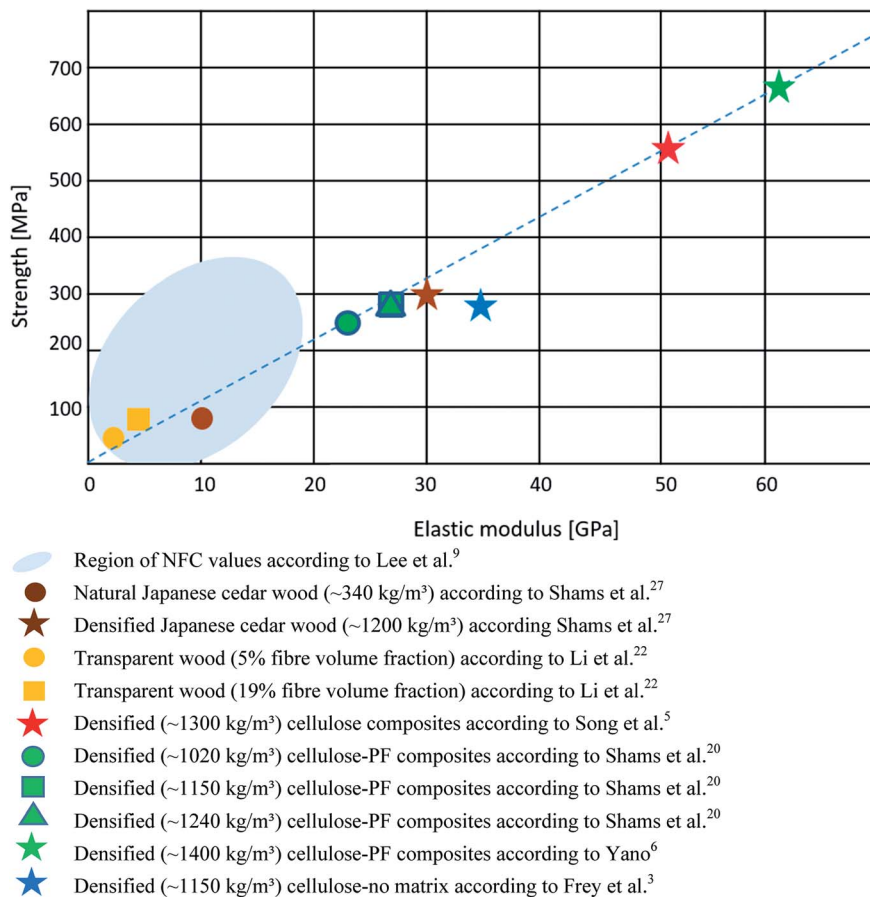 700
600
500
400
300
200
100
Strength [MPa]
0 10 20 30 40 50 60
Elastic modulus [GPa]
Region of NFC values according to Lee et al.9
Natural Japanese cedar wood (~340 kg/m³) according to Shams et al.27
Densified Japanese cedar wood (~1200 kg/m³) according Shams et al.27
Transparent wood (5% fibre volume fraction) according to Li et al.22
Transparent wood (19% fibre volume fraction) according to Li et al.22
Densified (~1300 kg/m³) cellulose composites according to Song et al.5
Densified (~1020 kg/m³) cellulose-PF composites according to Shams et al.20
Densified (~1150 kg/m³) cellulose-PF composites according to Shams et al.20
Densified (~1240 kg/m³) cellulose-PF composites according to Shams et al.20
Densified (~1400 kg/m³) cellulose-PF composites according to Yano6
Densified (~1150 kg/m³) cellulose-no matrix according to Frey et al.3